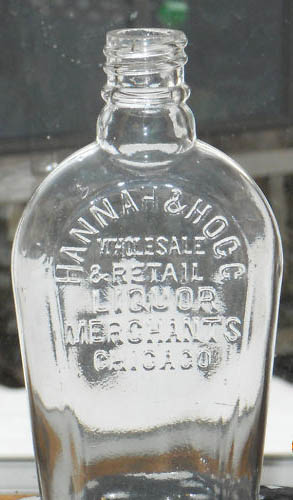 HANNAH & HOGG
WHOLESALE
& RETAIL
LIQUOR
MERCHANTS
CHICAGO